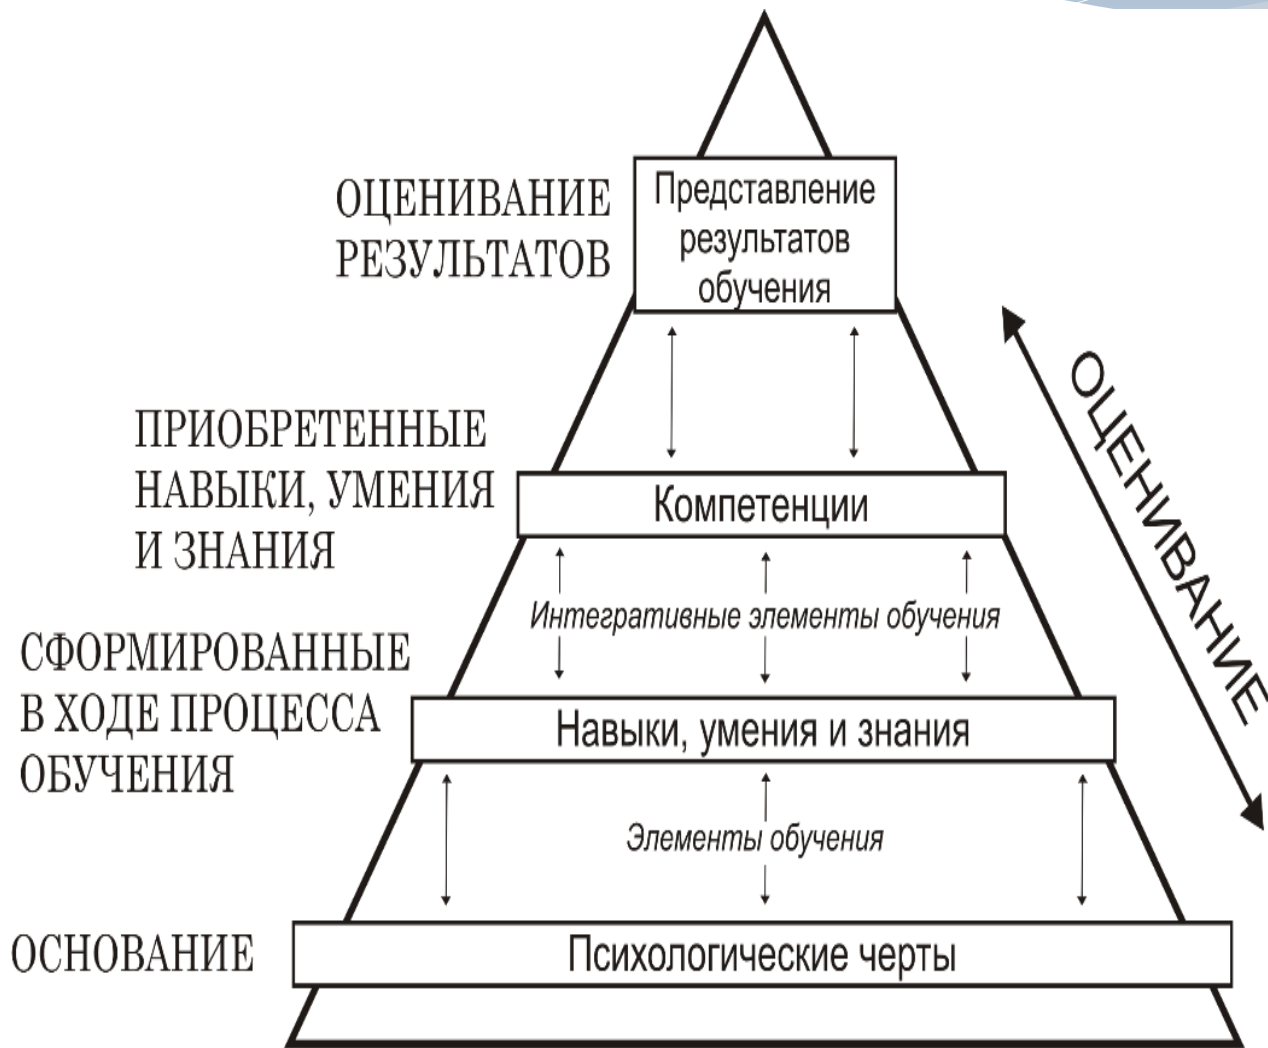 ОЦЕНИВАНИЕ
РЕЗУЛЬТАТОВ
Представление
результатов
обучения
ОЦЕНИВАНИЕ
ПРИОБРЕТЕННЫЕ
НАВЫКИ, УМЕНИЯ
И ЗНАНИЯ
Компетенции
Интегративные элементы обучения
СФОРМИРОВАННЫЕ
В ХОДЕ ПРОЦЕССА
ОБУЧЕНИЯ
Навыки, умения и знания
Элементы обучения
ОСНОВАНИЕ
Психологические черты